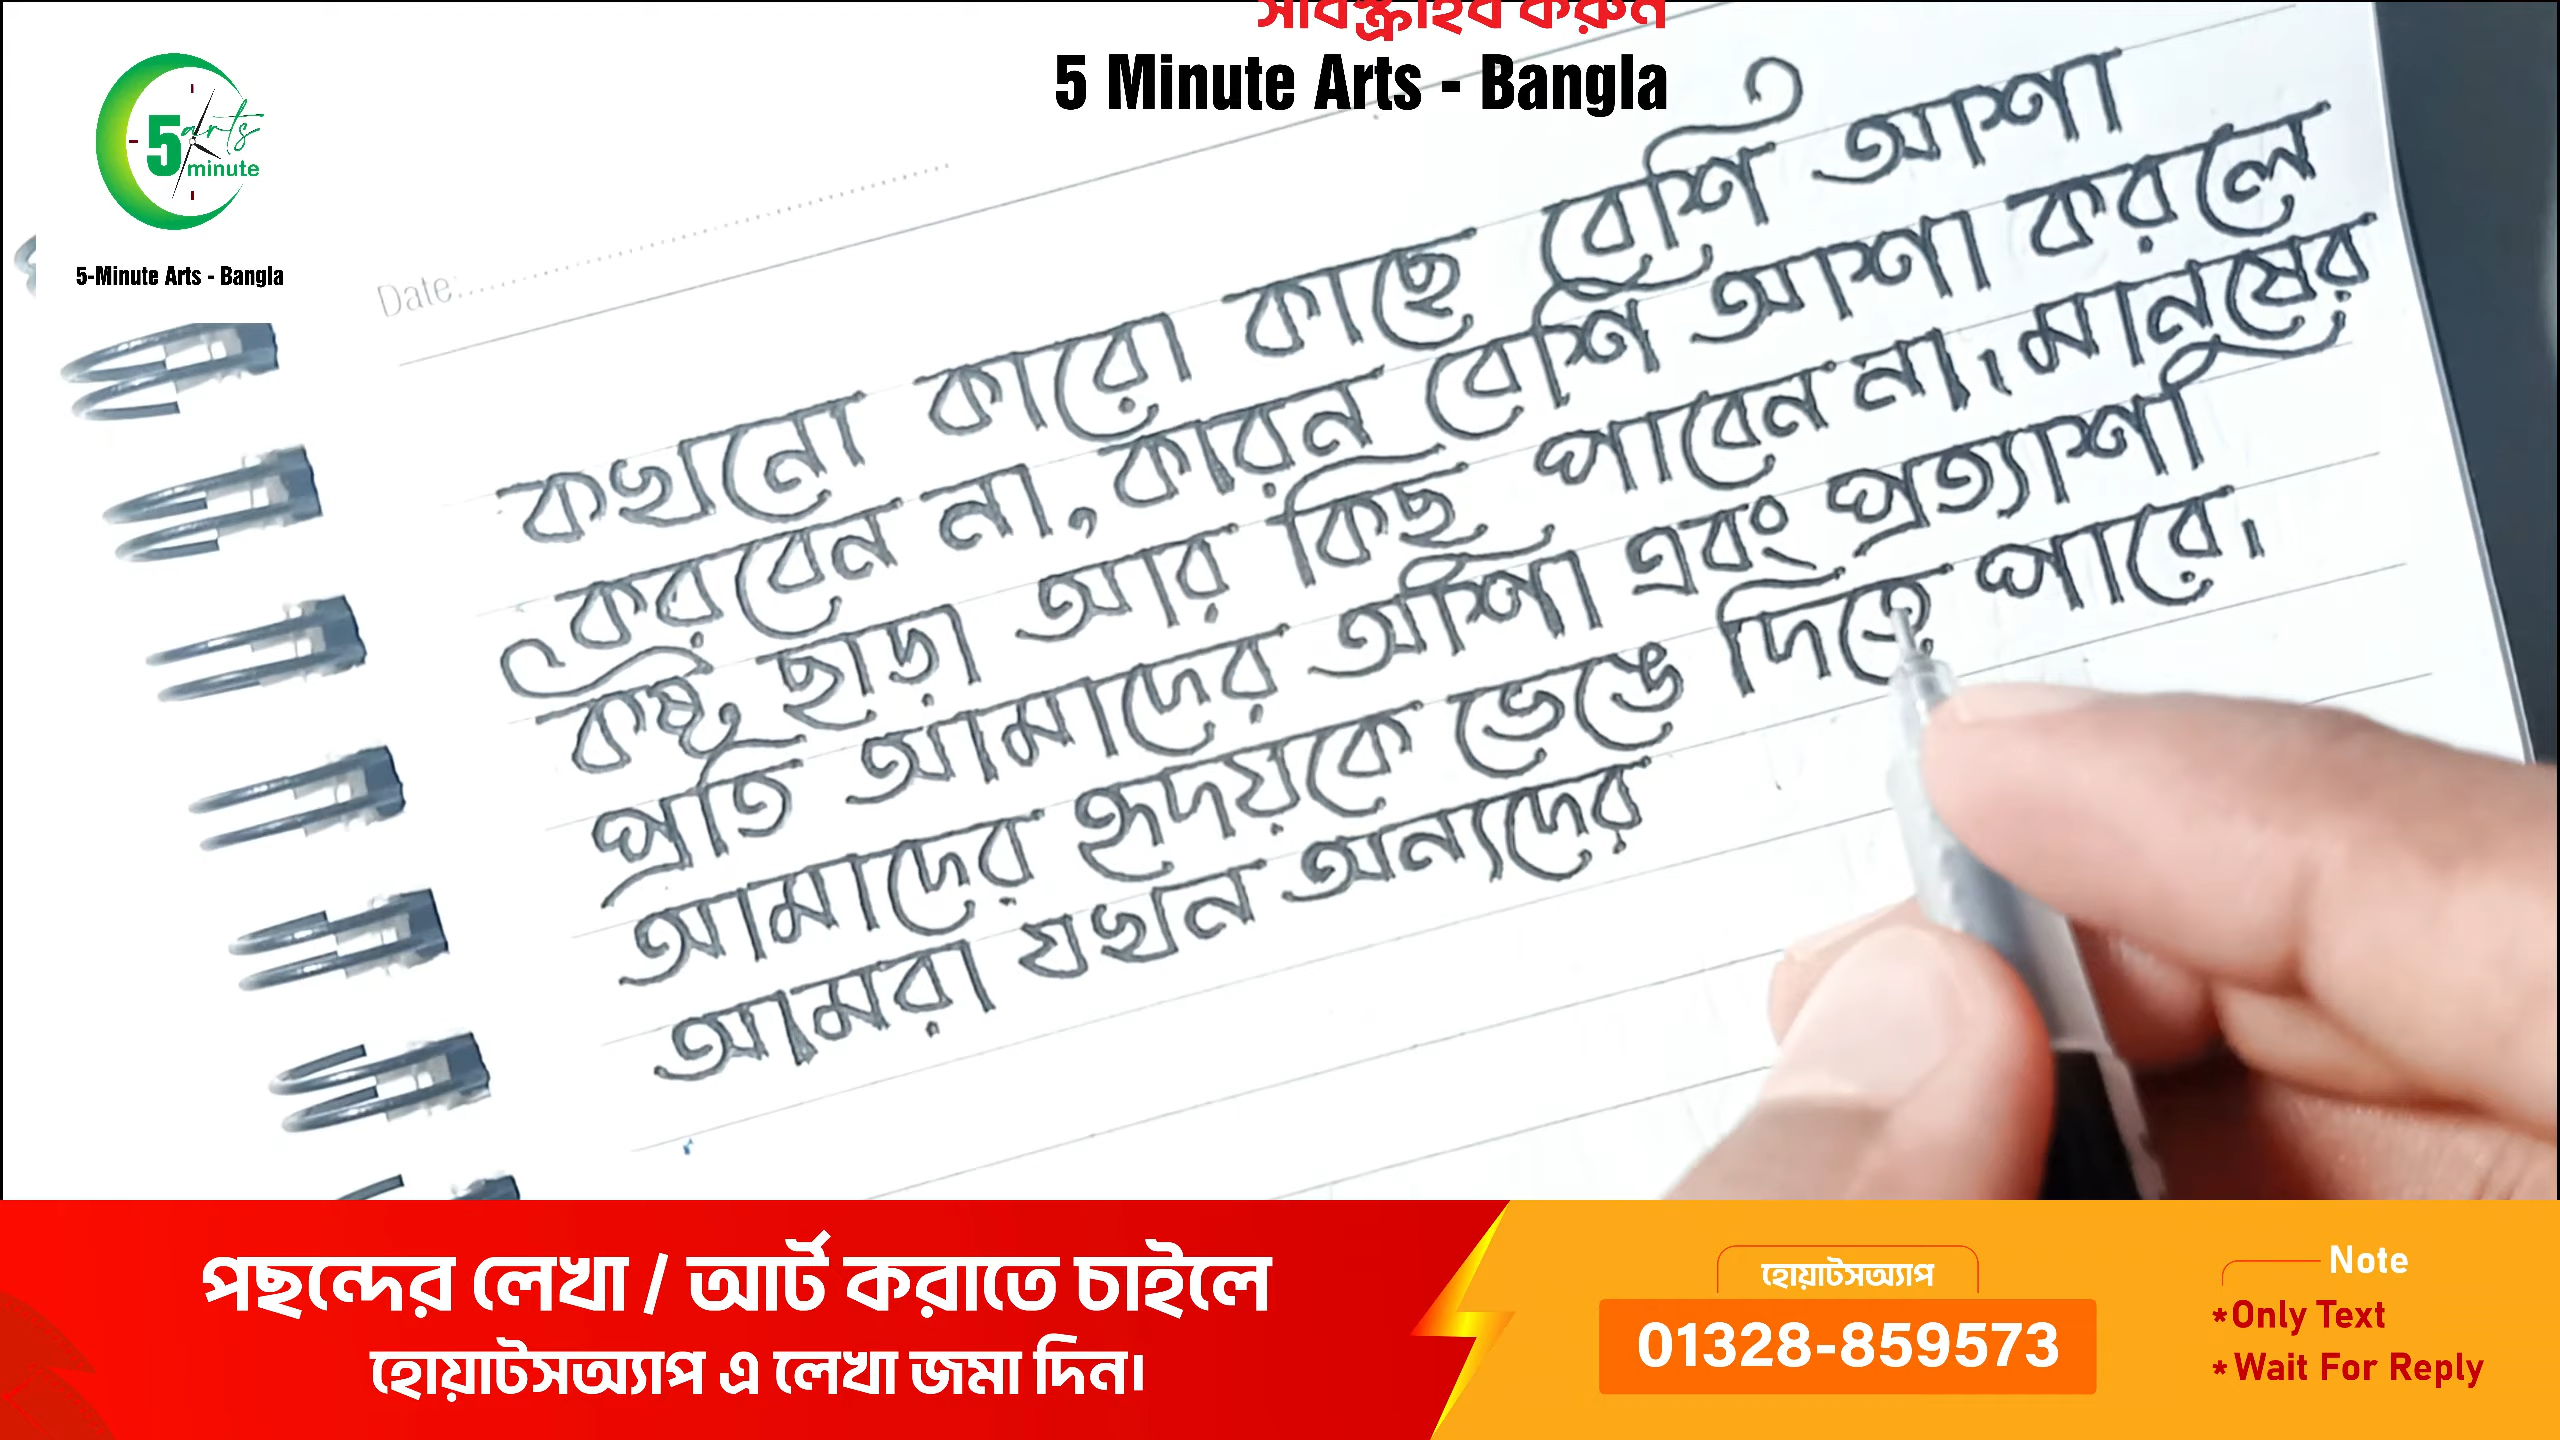 সাবস্ক্রাইব করুন
5 Minute Arts - Bangla
5 arts
minute
5-Minute Arts - Bangla
Date:
কখনো কারো কাছে বেশি আশা
করবেন না, কারন বেশি আশা করলে
কষ্ট ছাড়া আর কিছু পাবেন না। মানুষের
প্রতি আমাদের আশা এবং প্রত্যাশা
আমাদের হৃদয়কে ভেঙে দিতে পারে।
আমরা যখন অন্যদের
পছন্দের লেখা / আর্ট করাতে চাইলে
হোয়াটসঅ্যাপ এ লেখা জমা দিন।
হোয়াটসঅ্যাপ
01328-859573
Note
*Only Text
*Wait For Reply